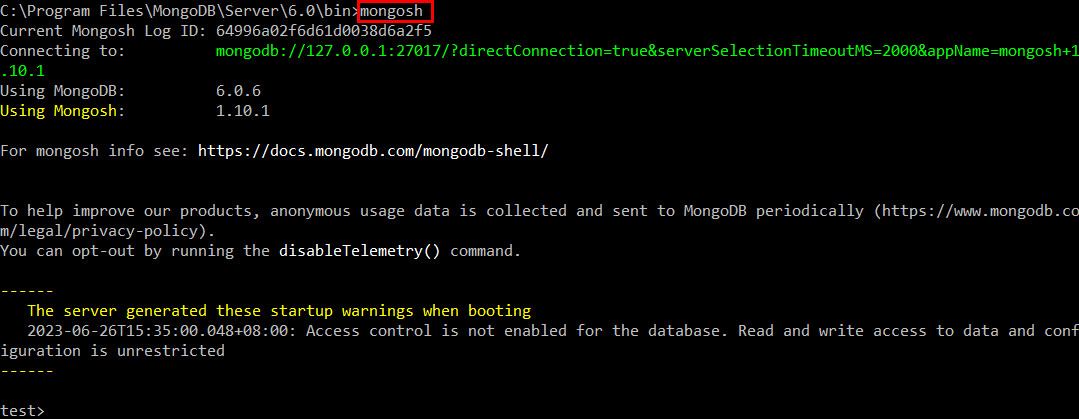 C:\Program Files\MongoDB\Server\6.0\bin>mongosh
Current Mongosh Log ID: 64996a02f6d61d0038d6a2f5
Connecting to:          mongodb://127.0.0.1:27017/?directConnection=true&serverSelectionTimeoutMS=2000&appName=mongosh+1
.10.1
Using MongoDB:          6.0.6
Using Mongosh:          1.10.1
For mongosh info see: https://docs.mongodb.com/mongodb-shell/
To help improve our products, anonymous usage data is collected and sent to MongoDB periodically (https://www.mongodb.co
m/legal/privacy-policy).
You can opt-out by running the disableTelemetry() command.
------
   The server generated these startup warnings when booting
   2023-06-26T15:35:00.048+08:00: Access control is not enabled for the database. Read and write access to data and conf
iguration is unrestricted
------
test>